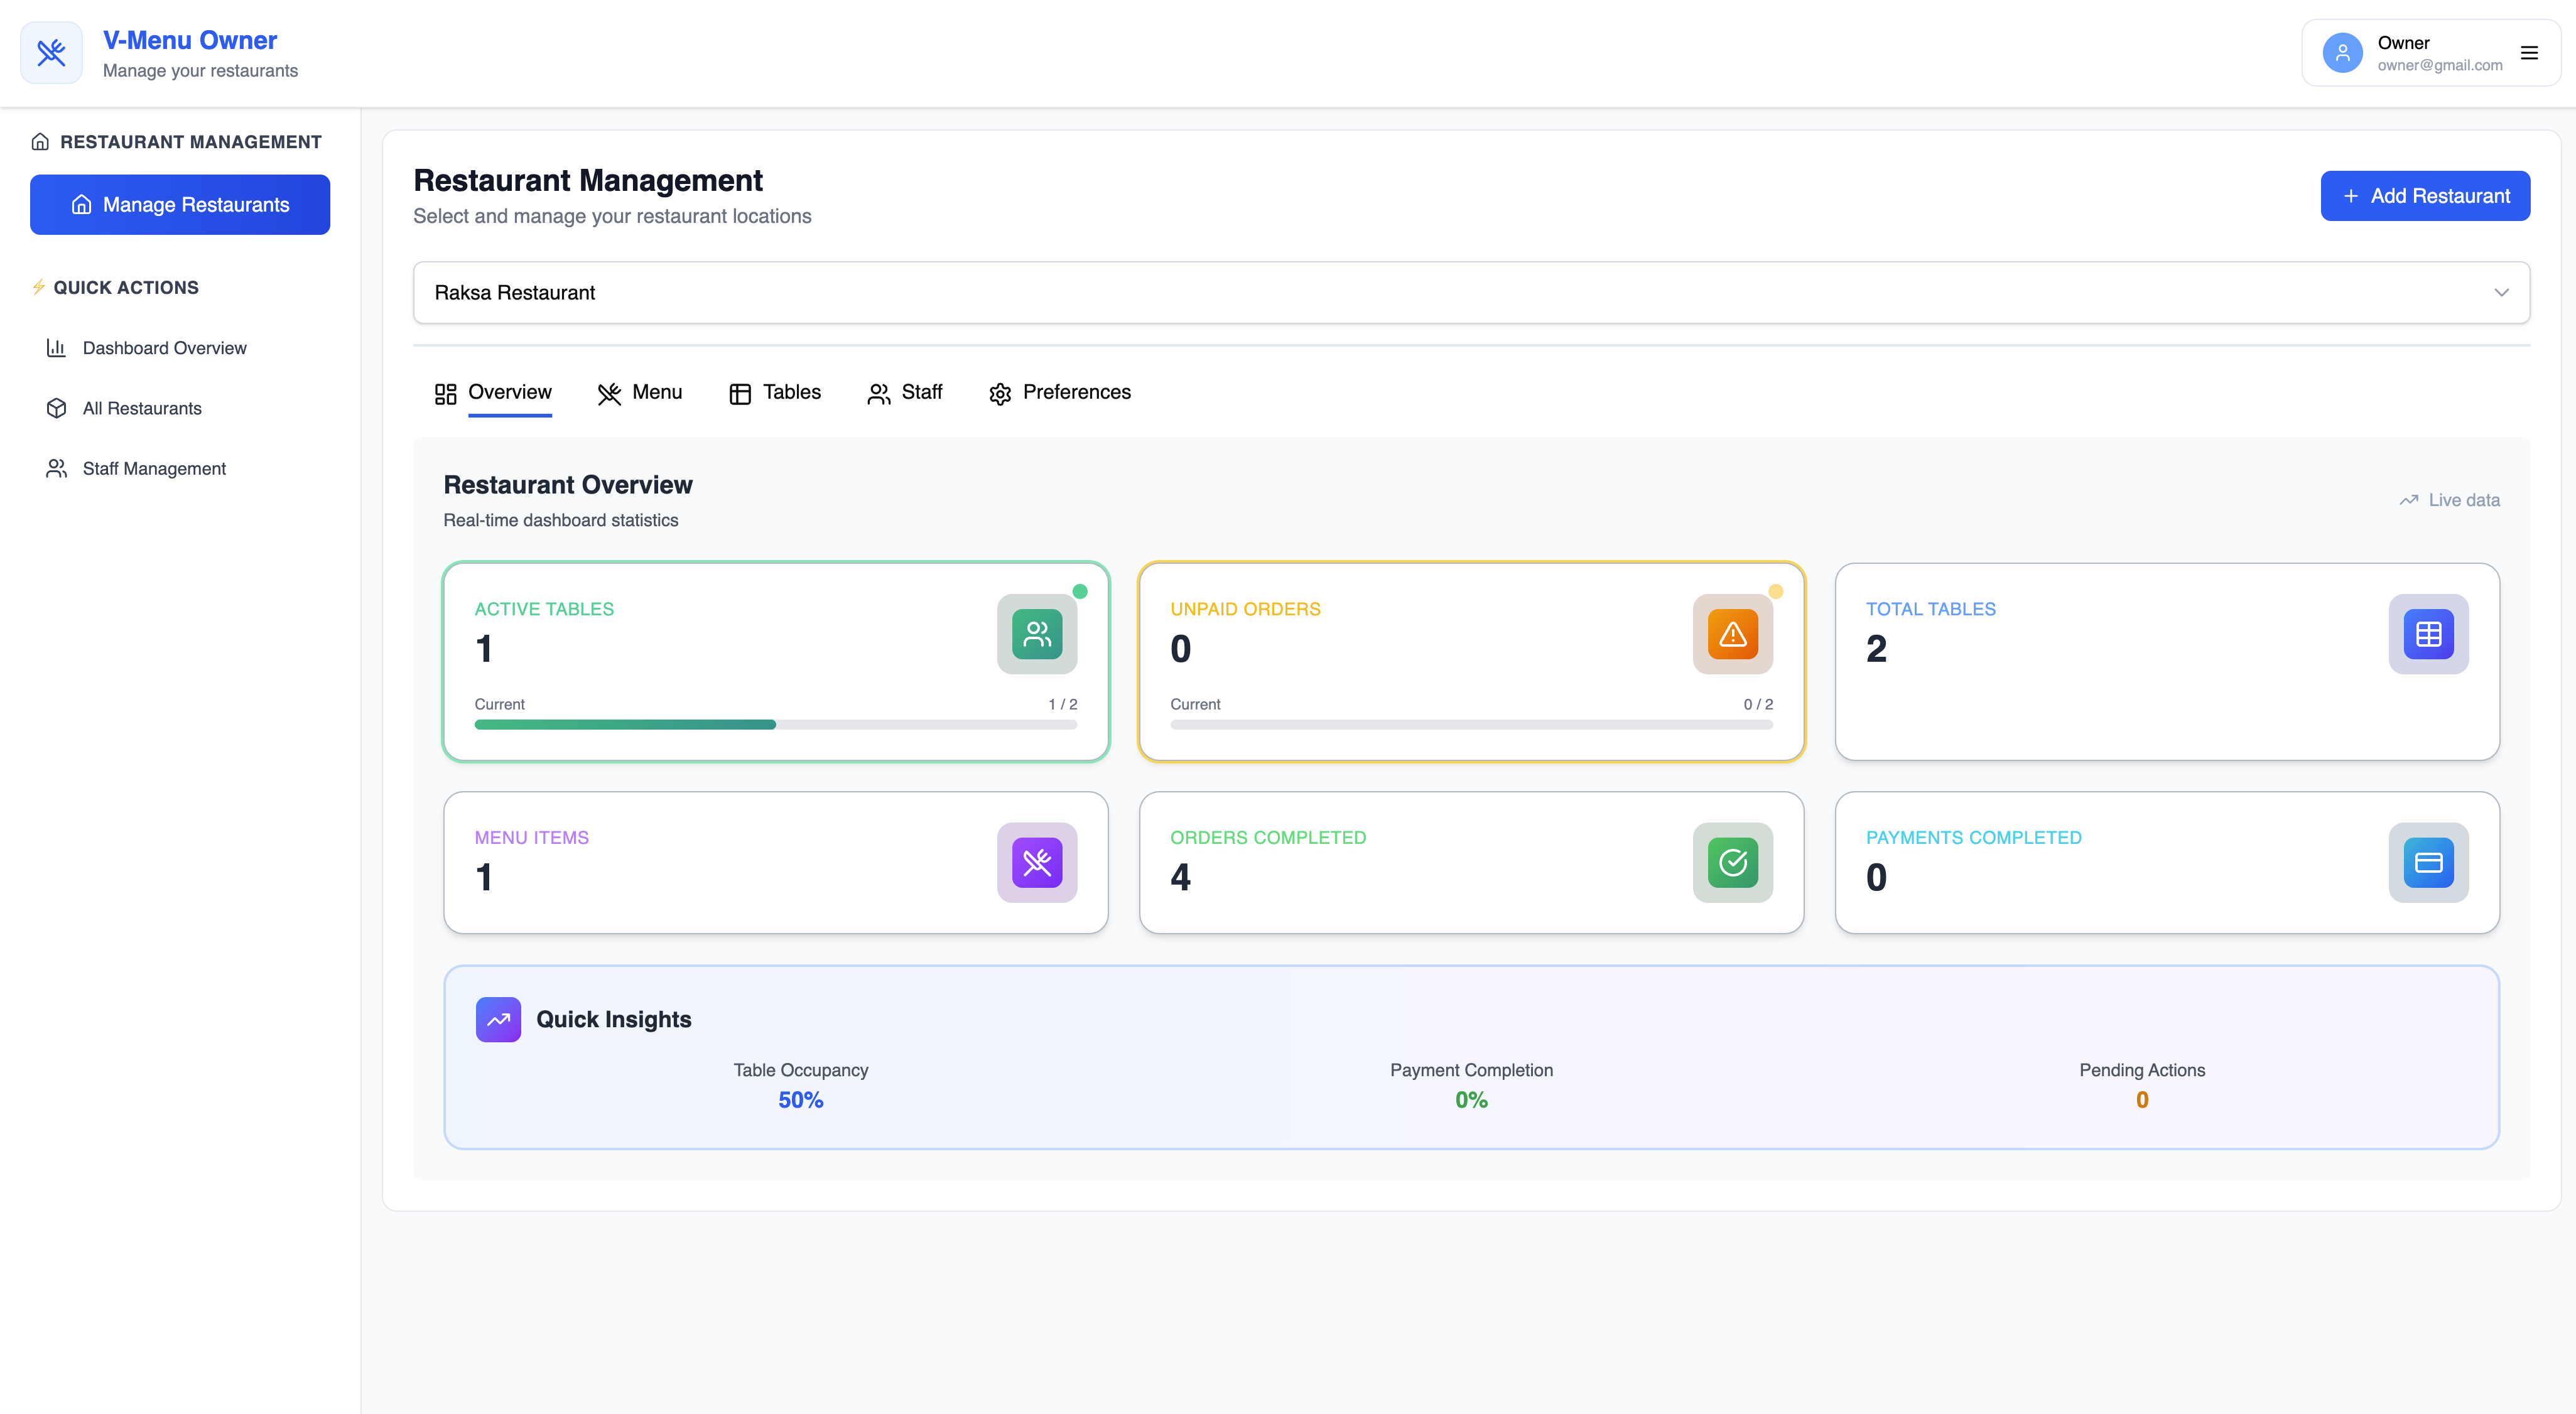 V-Menu Owner
Manage your restaurants
Owner
owner@gmail.com
RESTAURANT MANAGEMENT
Manage Restaurants
QUICK ACTIONS
Dashboard Overview
All Restaurants
Staff Management
Restaurant Management
Select and manage your restaurant locations
Add Restaurant
Raksa Restaurant
Overview
Menu
Tables
Staff
Preferences
Restaurant Overview
Real-time dashboard statistics
Live data
ACTIVE TABLES
1
Current
1 / 2
UNPAID ORDERS
0
Current
0 / 2
TOTAL TABLES
2
MENU ITEMS
1
ORDERS COMPLETED
4
PAYMENTS COMPLETED
0
Quick Insights
Table Occupancy
50%
Payment Completion
0%
Pending Actions
0